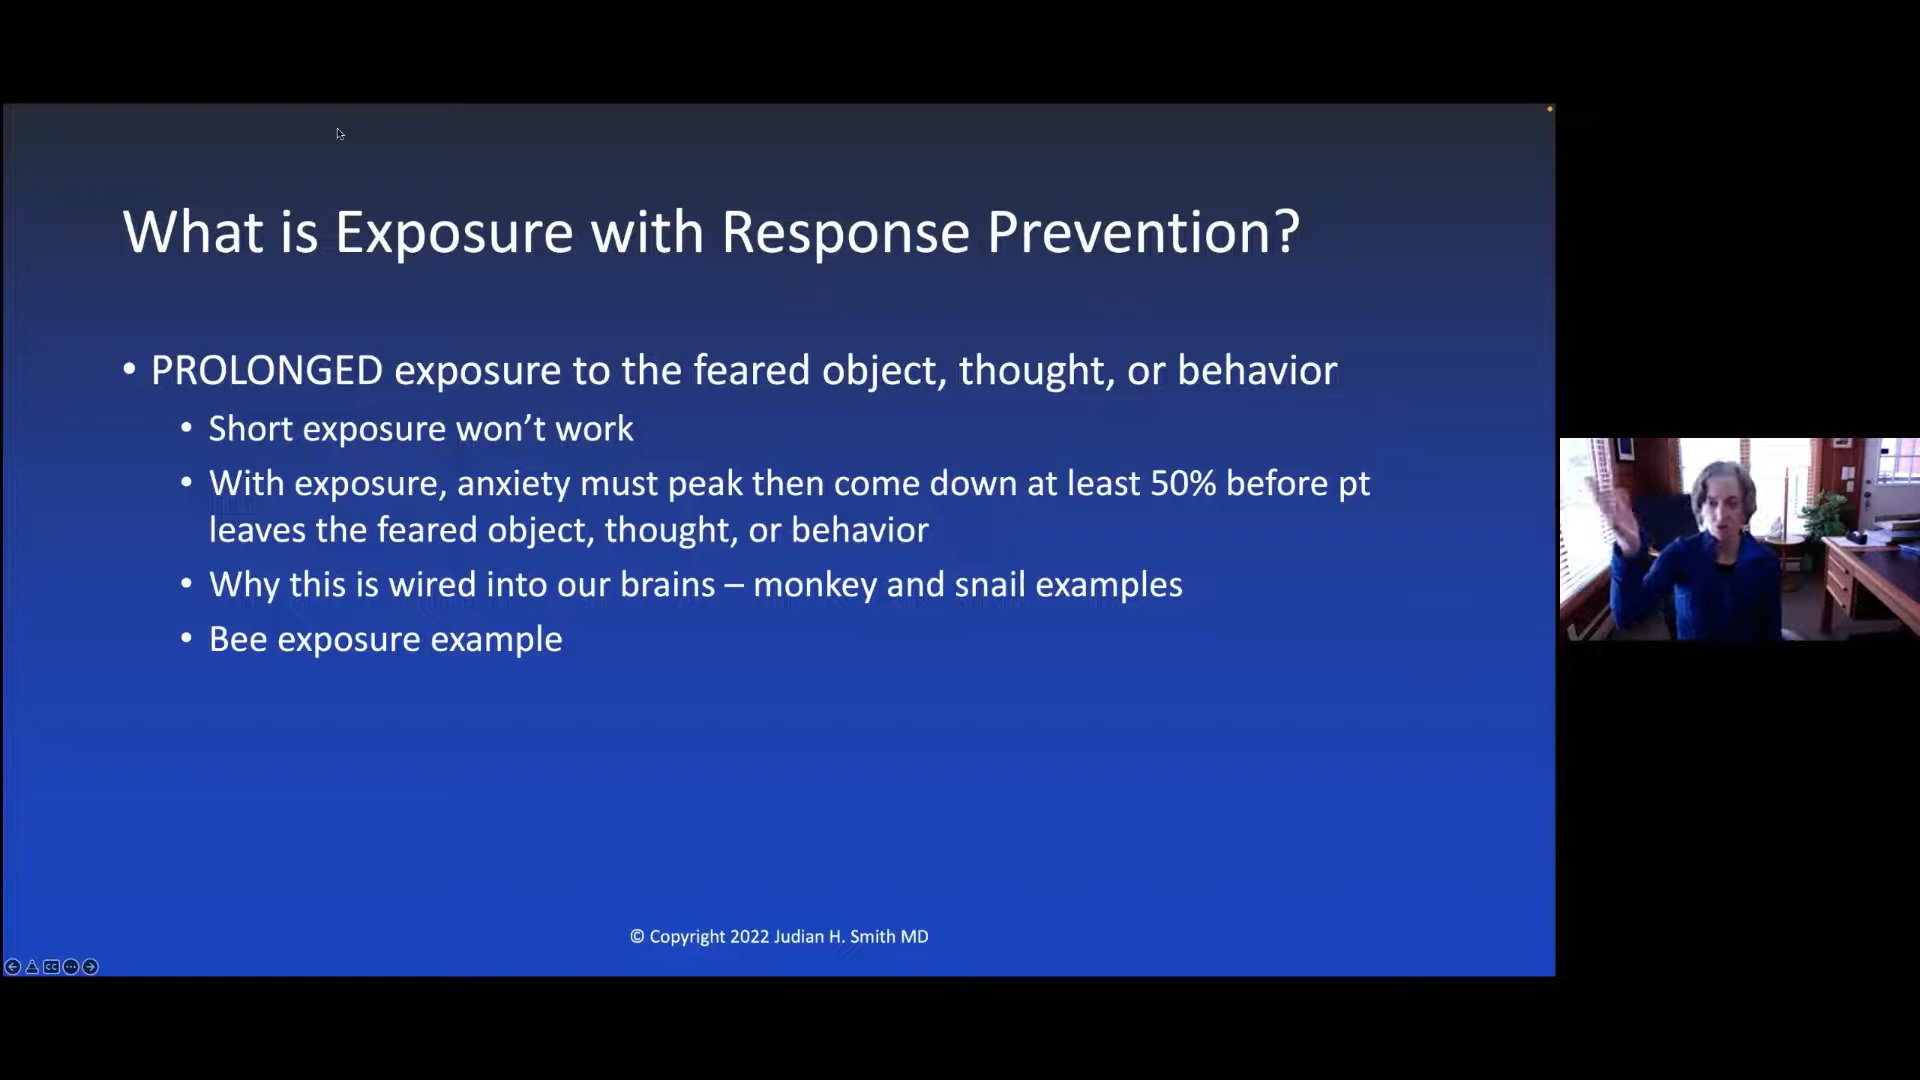 What is Exposure with Response Prevention?
• PROLONGED exposure to the feared object, thought, or behavior
• Short exposure won’t work
• With exposure, anxiety must peak then come down at least 50% before pt
leaves the feared object, thought, or behavior
• Why this is wired into our brains – monkey and snail examples
• Bee exposure example
© Copyright 2022 Judian H. Smith MD
CC